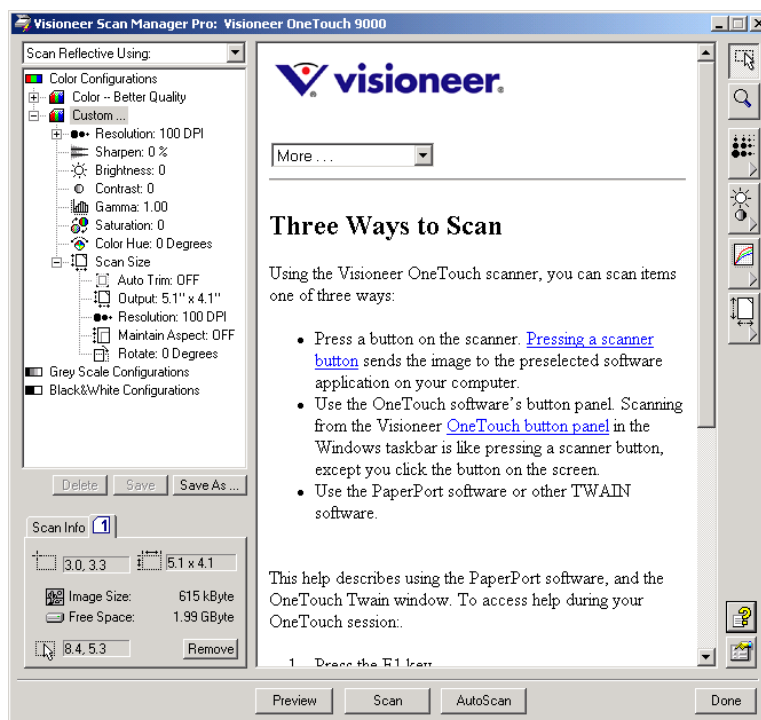 Visioneer Scan Manager Pro: Visioneer OneTouch 9000
Scan Reflective Using:
Color Configurations
Color -- Better Quality
Custom ...
Resolution: 100 DPI
Sharpen: 0 %
Brightness: 0
Contrast: 0
Gamma: 1.00
Saturation: 0
Color Hue: 0 Degrees
Scan Size
Auto Trim: OFF
Output: 5.1" x 4.1"
Resolution: 100 DPI
Maintain Aspect: OFF
Rotate: 0 Degrees
Grey Scale Configurations
Black&White Configurations
Delete
Save
Save As ...
Scan Info 1
3.0, 3.3
5.1 x 4.1
Image Size: 615 kByte
Free Space: 1.99 GByte
8.4, 5.3
Remove
visioneer.
More . . .
Three Ways to Scan
Using the Visioneer OneTouch scanner, you can scan items
one of three ways:
• Press a button on the scanner. Pressing a scanner
button sends the image to the preselected software
application on your computer.
• Use the OneTouch software's button panel. Scanning
from the Visioneer OneTouch button panel in the
Windows taskbar is like pressing a scanner button,
except you click the button on the screen.
• Use the PaperPort software or other TWAIN
software.
This help describes using the PaperPort software, and the
OneTouch Twain window. To access help during your
OneTouch session:.
1. Press the F1 key
Preview
Scan
AutoScan
Done